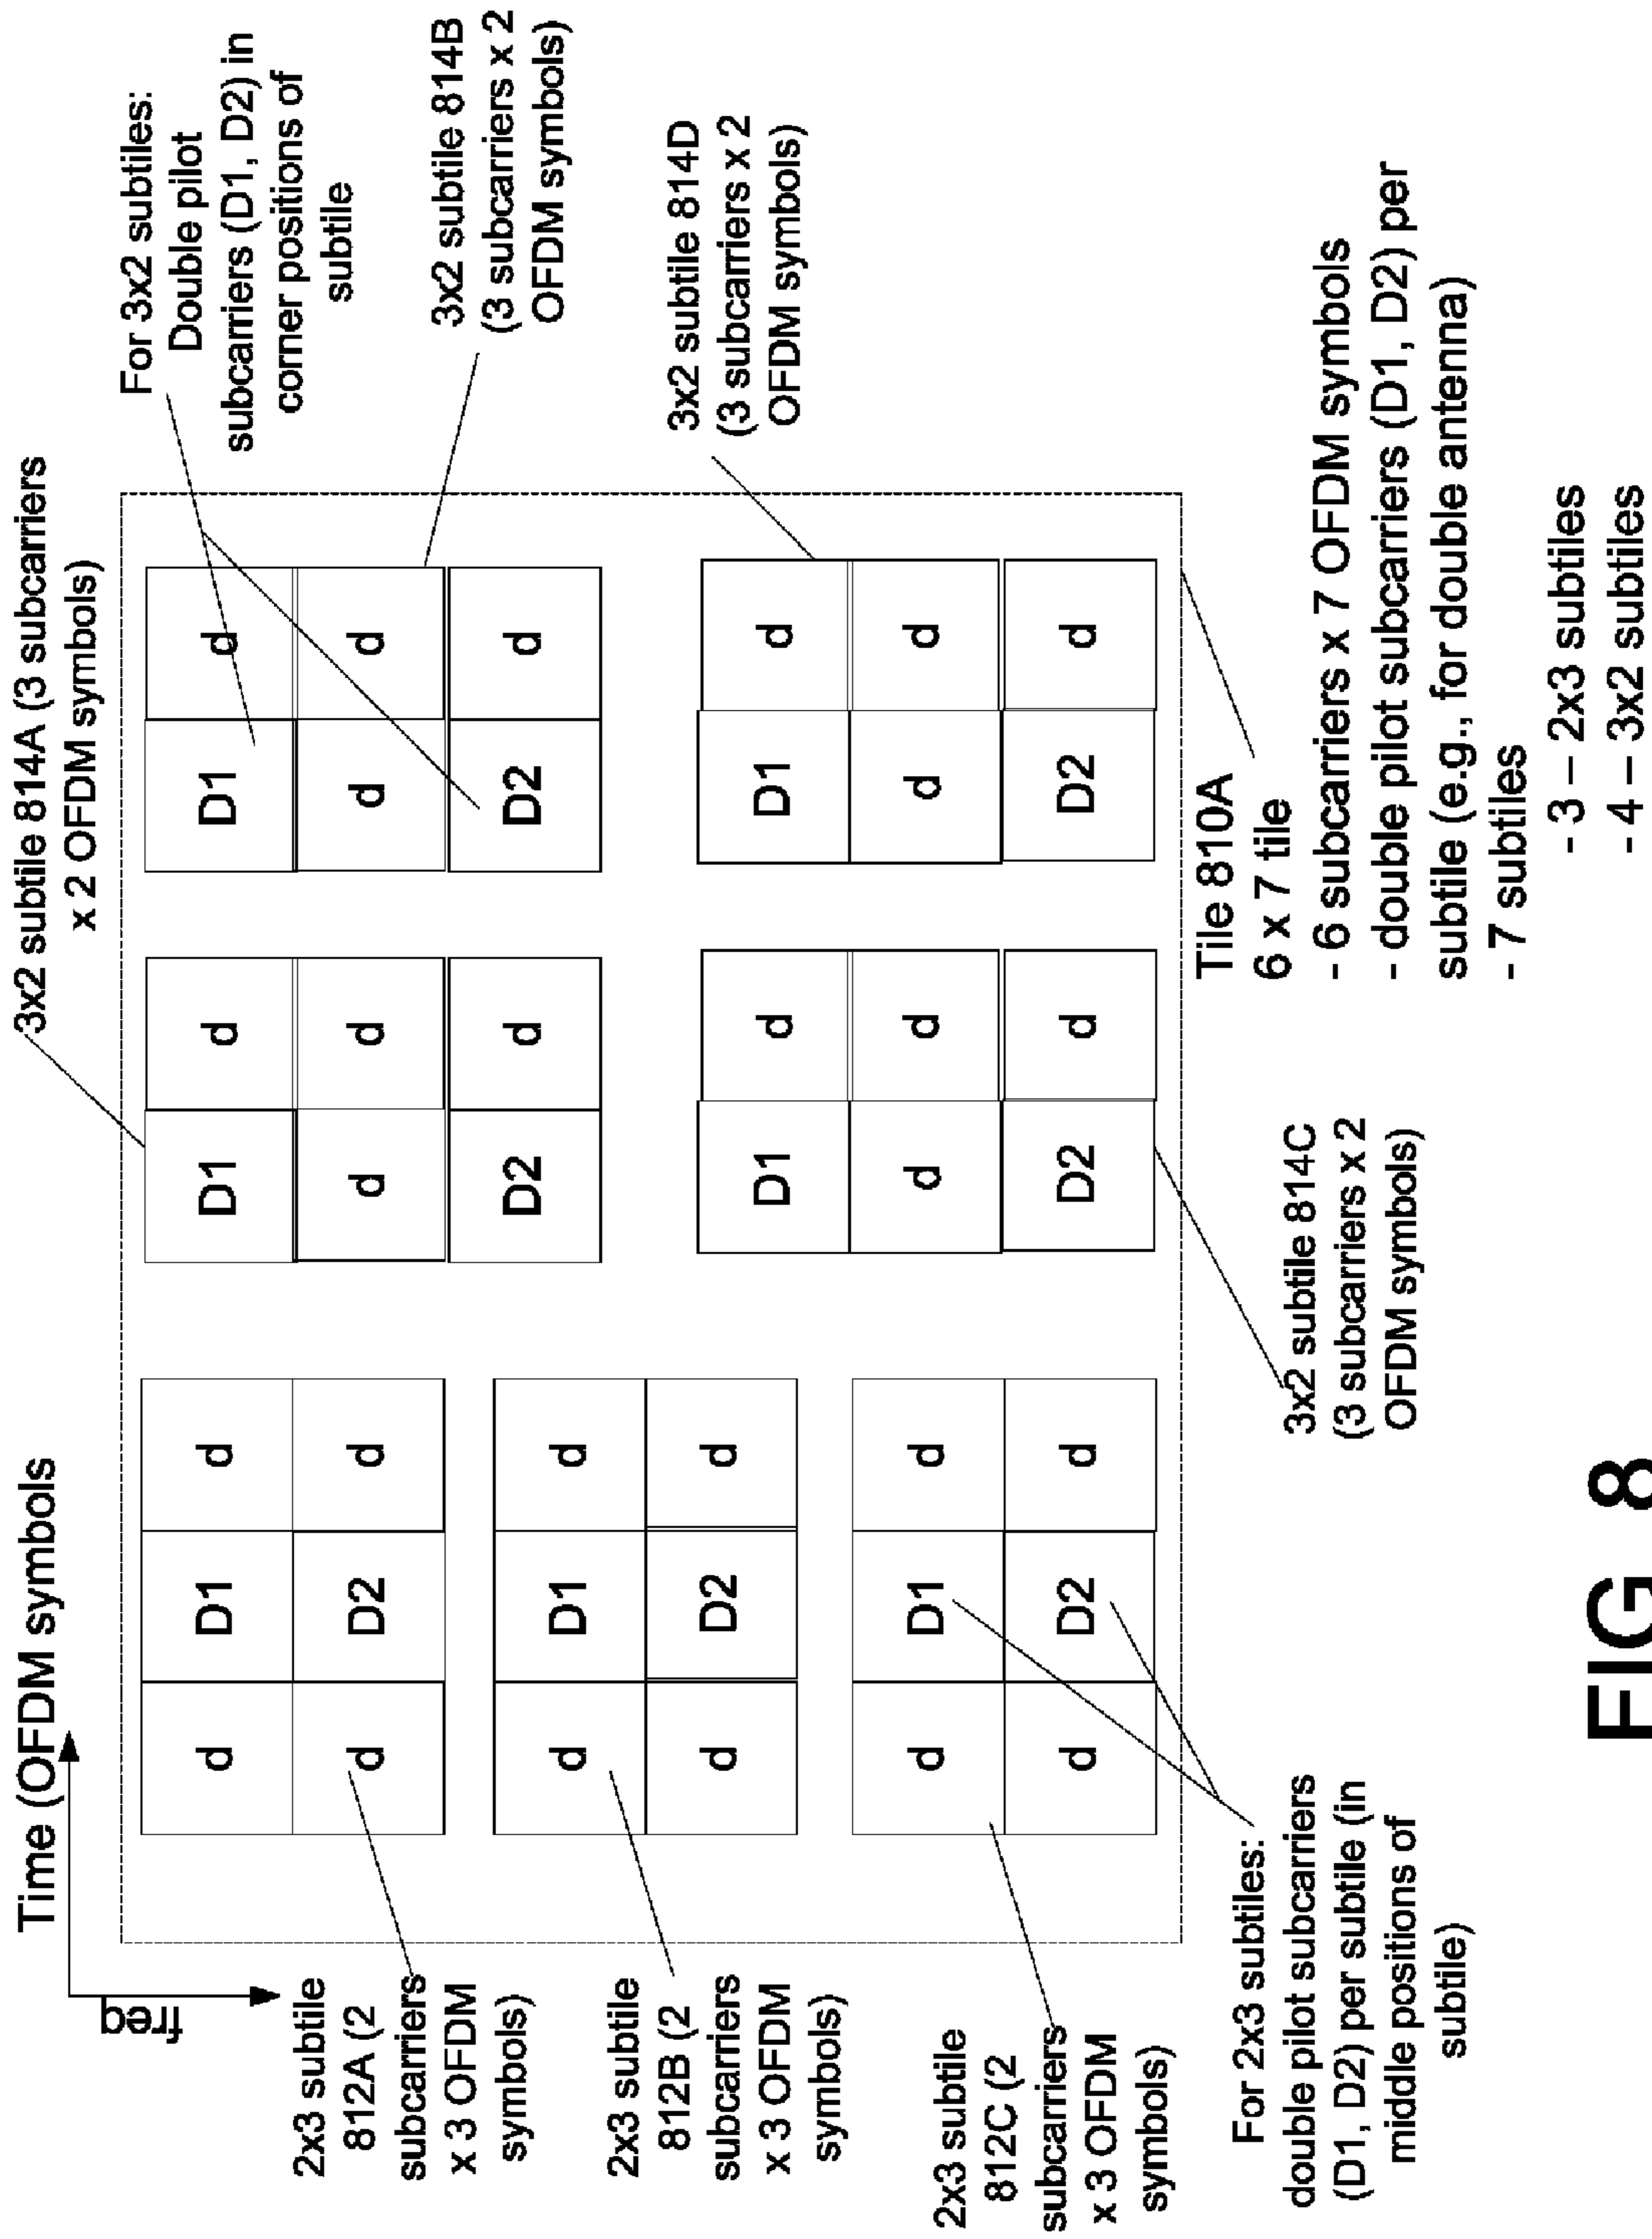 Time (OFDM symbols
freq
3x2 subtile 814A (3 subcarriers
x 2 OFDM symbols)
For 3x2 subtiles:
Double pilot
subcarriers (D1, D2) in
corner positions of
subtile
3x2 subtile 814B
(3 subcarriers x 2
OFDM symbols)
3x2 subtile 814D
(3 subcarriers x 2
OFDM symbols)
2x3 subtile
812A (2
subcarriers
x 3 OFDM
symbols)
2x3 subtile
812B (2
subcarriers
x 3 OFDM
symbols)
2x3 subtile
812C (2
subcarriers
x 3 OFDM
symbols)
d D1 d D1 d D1 d
d D2 d d d d d
D2 d D2 d
d D1 d
d D2 d
D1 d D1 d
d d d d
D2 d D2 d
d D1 d
d D2 d
For 2x3 subtiles:
double pilot subcarriers
(D1, D2) per subtile (in
middle positions of
subtile)
3x2 subtile 814C
(3 subcarriers x 2
OFDM symbols)
Tile 810A
6 x 7 tile
- 6 subcarriers x 7 OFDM symbols
- double pilot subcarriers (D1, D2) per
subtile (e.g., for double antenna)
- 7 subtiles
- 3 – 2x3 subtiles
- 4 – 3x2 subtiles
FIG 8